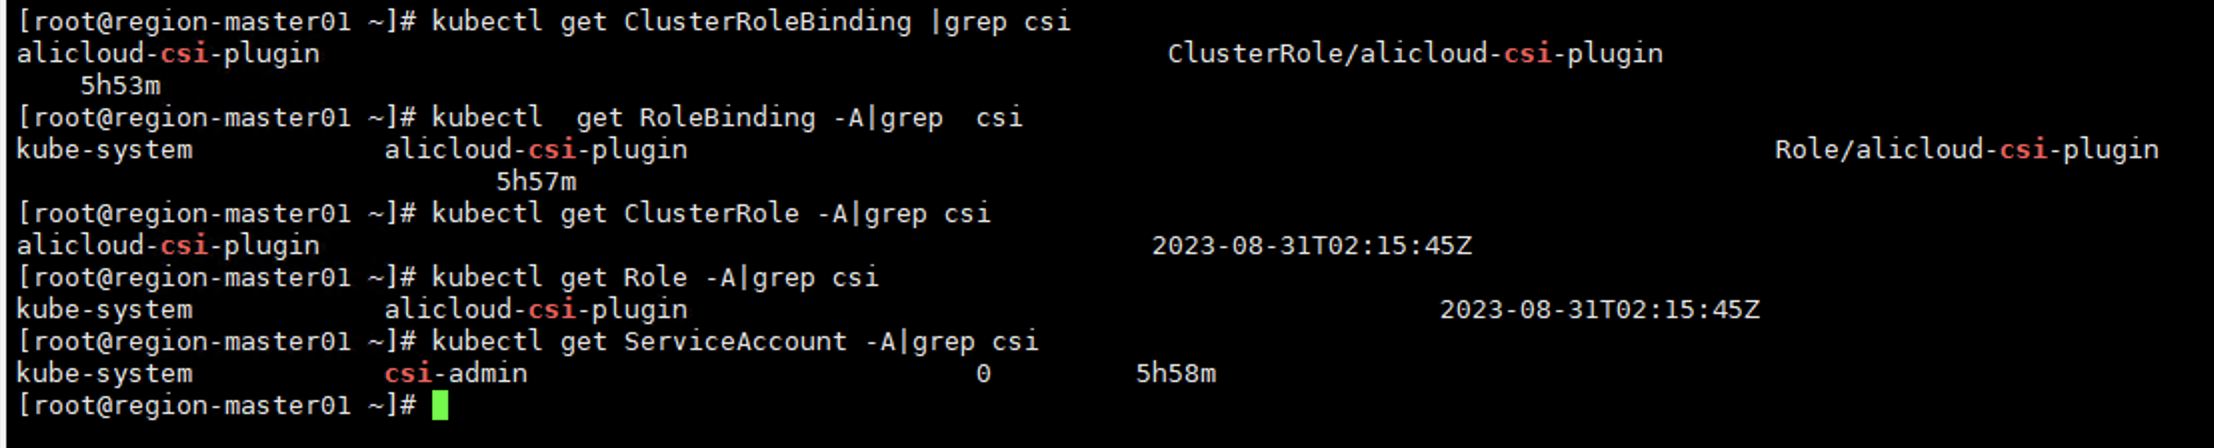 [root@region-master01 ~]# kubectl get ClusterRoleBinding |grep csi
alicloud-csi-plugin ClusterRole/alicloud-csi-plugin
5h53m
[root@region-master01 ~]# kubectl  get RoleBinding -A|grep  csi
kube-system alicloud-csi-plugin Role/alicloud-csi-plugin
5h57m
[root@region-master01 ~]# kubectl get ClusterRole -A|grep csi
alicloud-csi-plugin 2023-08-31T02:15:45Z
[root@region-master01 ~]# kubectl get Role -A|grep csi
kube-system alicloud-csi-plugin 2023-08-31T02:15:45Z
[root@region-master01 ~]# kubectl get ServiceAccount -A|grep csi
kube-system csi-admin 0 5h58m
[root@region-master01 ~]#